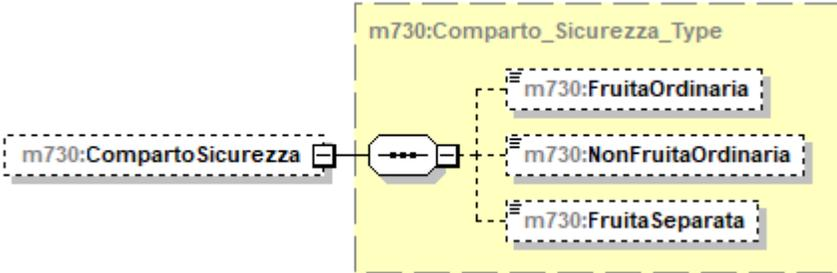 m730:Comparto_Sicurezza_Type
m730:FruitaOrdinaria
m730:CompartoSicurezza
m730:NonFruitaOrdinaria
m730:FruitaSeparata